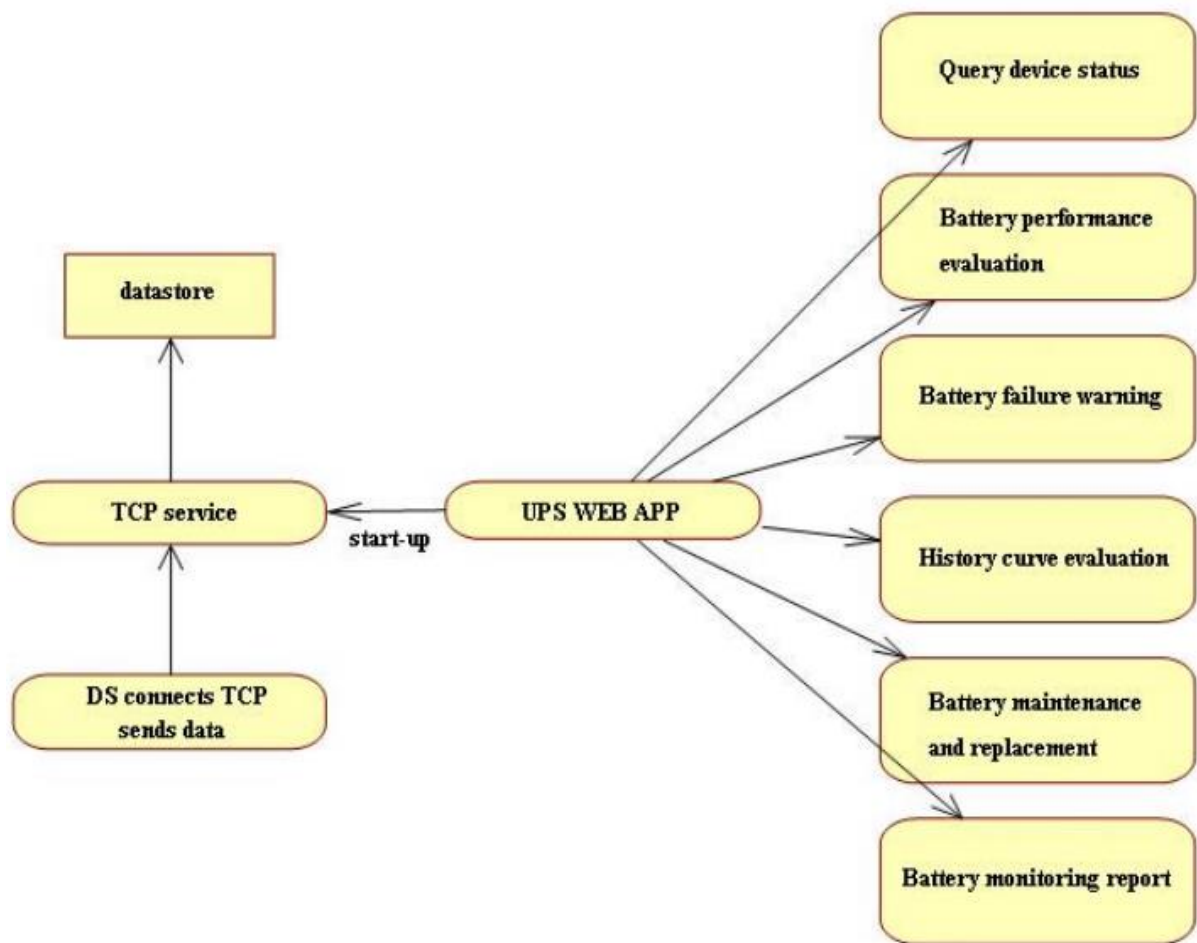 Query device status
Battery performance
evaluation
datastore
Battery failure warning
TCP service
start-up
UPS WEB APP
History curve evaluation
DS connects TCP
sends data
Battery maintenance
and replacement
Battery monitoring report